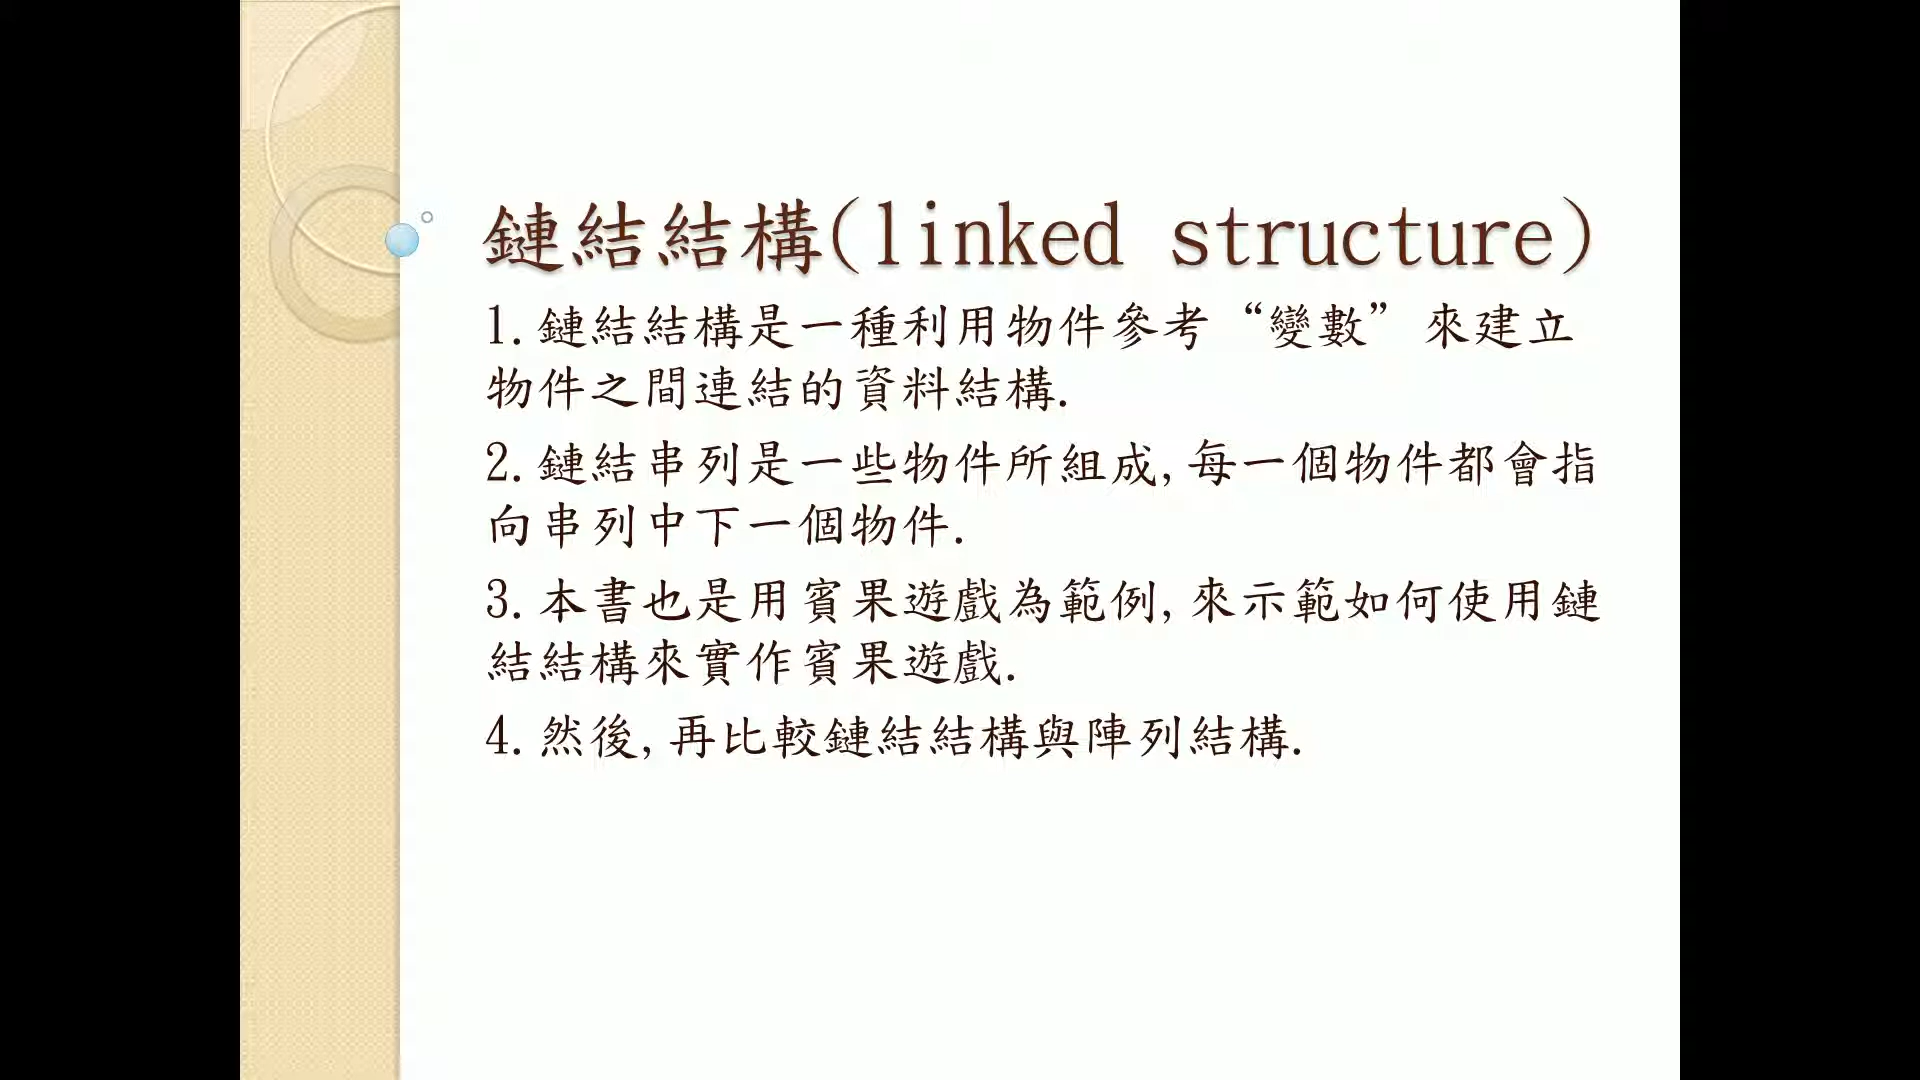 鏈結結構(linked structure)
1.鏈結結構是一種利用物件參考“變數”來建立
物件之間連結的資料結構.
2.鏈結串列是一些物件所組成,每一個物件都會指
向串列中下一個物件.
3.本書也是用賓果遊戲為範例,來示範如何使用鏈
結結構來實作賓果遊戲.
4.然後,再比較鏈結結構與陣列結構.